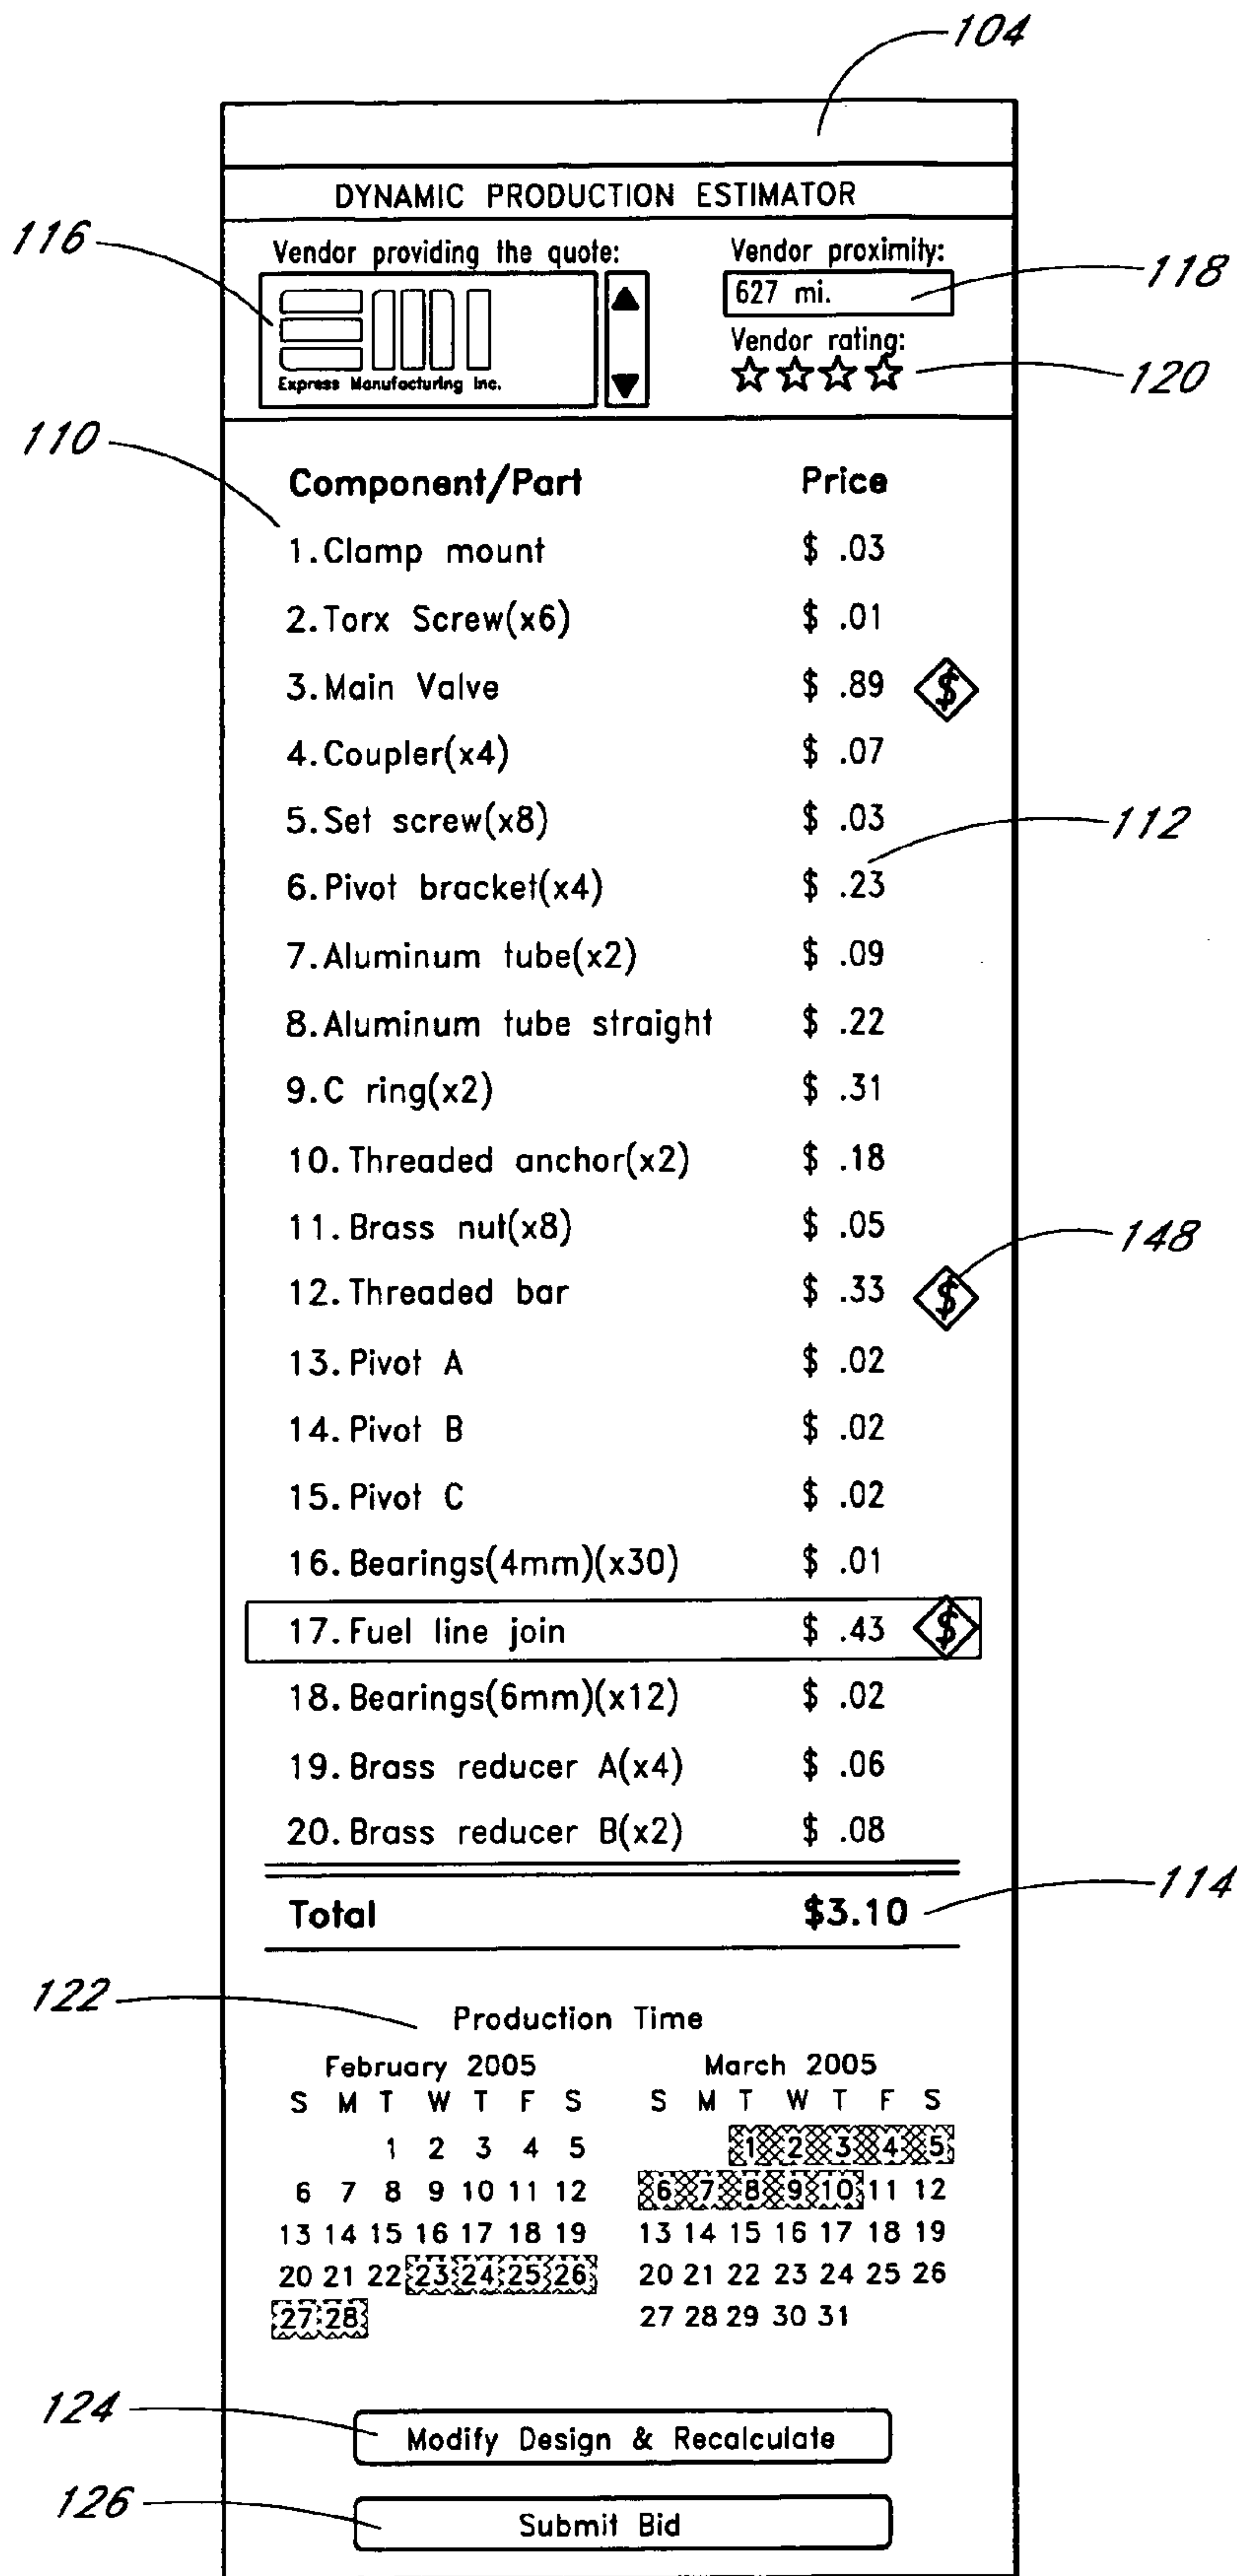 104
DYNAMIC PRODUCTION ESTIMATOR
116
Vendor providing the quote:
Vendor proximity:
627 mi.
118
Vendor rating:
120
EMI
Express Manufacturing Inc.
110
Component/Part Price
1. Clamp mount $ .03
2. Torx Screw(x6) $ .01
3. Main Valve $ .89 $
4. Coupler(x4) $ .07
5. Set screw(x8) $ .03
112
6. Pivot bracket(x4) $ .23
7. Aluminum tube(x2) $ .09
8. Aluminum tube straight $ .22
9. C ring(x2) $ .31
10. Threaded anchor(x2) $ .18
11. Brass nut(x8) $ .05
148
12. Threaded bar $ .33 $
13. Pivot A $ .02
14. Pivot B $ .02
15. Pivot C $ .02
16. Bearings(4mm)(x30) $ .01
17. Fuel line join $ .43 $
18. Bearings(6mm)(x12) $ .02
19. Brass reducer A(x4) $ .06
20. Brass reducer B(x2) $ .08
Total $3.10
114
122
Production Time
February 2005 March 2005
S M T W T F S S M T W T F S
1 2 3 4 5 1 2 3 4 5
6 7 8 9 10 11 12 6 7 8 9 10 11 12
13 14 15 16 17 18 19 13 14 15 16 17 18 19
20 21 22 23 24 25 26 20 21 22 23 24 25 26
27 28 27 28 29 30 31
124
Modify Design & Recalculate
126
Submit Bid